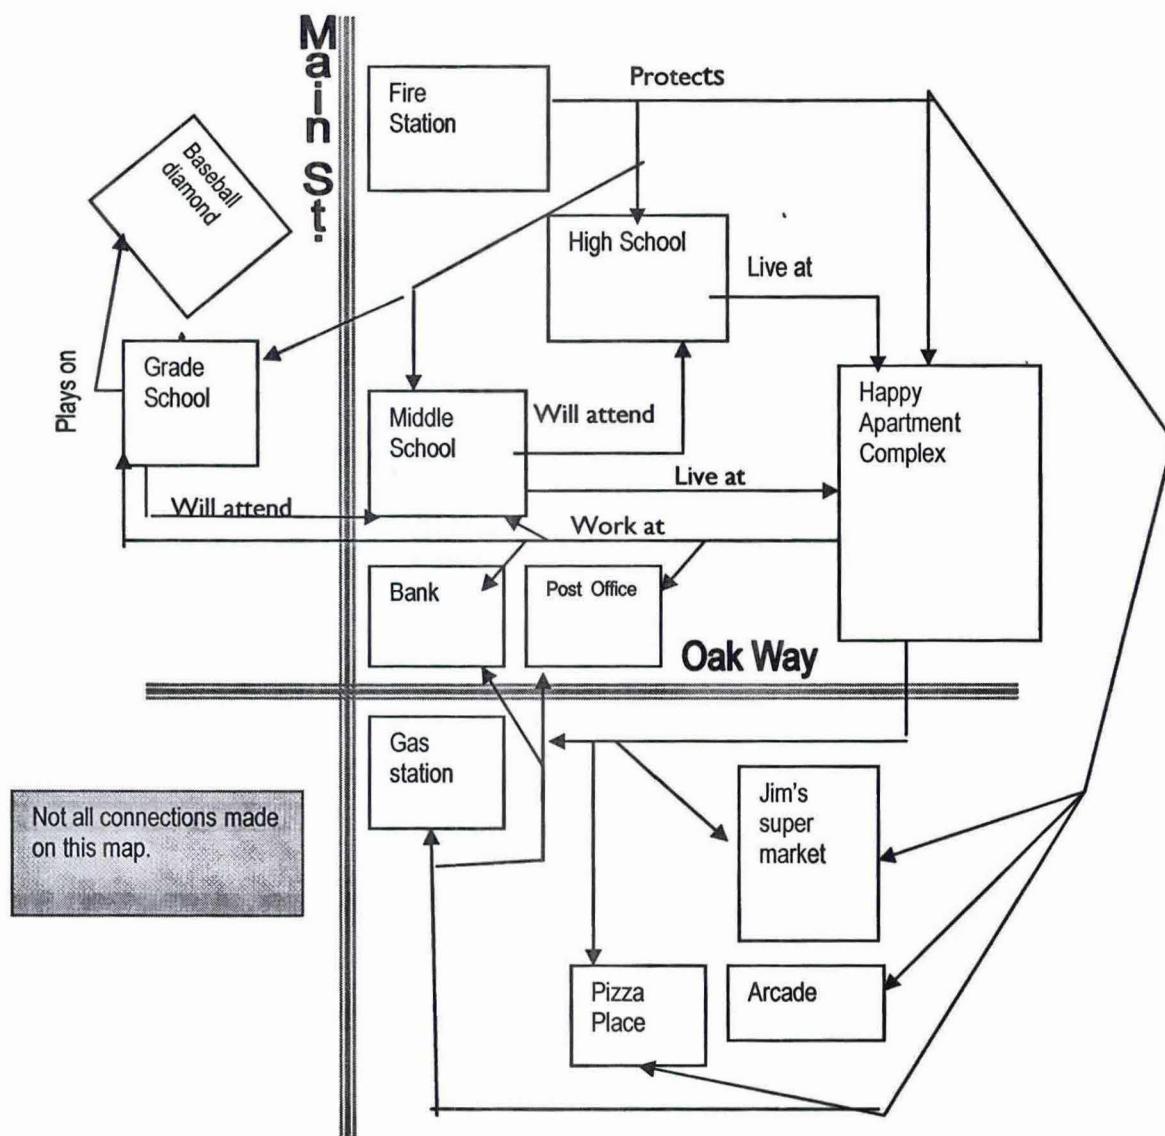 Main St.
Fire
Station
Protects
Baseball
diamond
High School
Live at
Plays on
Grade
School
Middle
School
Will attend
Happy
Apartment
Complex
Live at
Will attend
Work at
Bank
Post Office
Oak Way
Gas
station
Jim's
super
market
Not all connections made
on this map.
Pizza
Place
Arcade